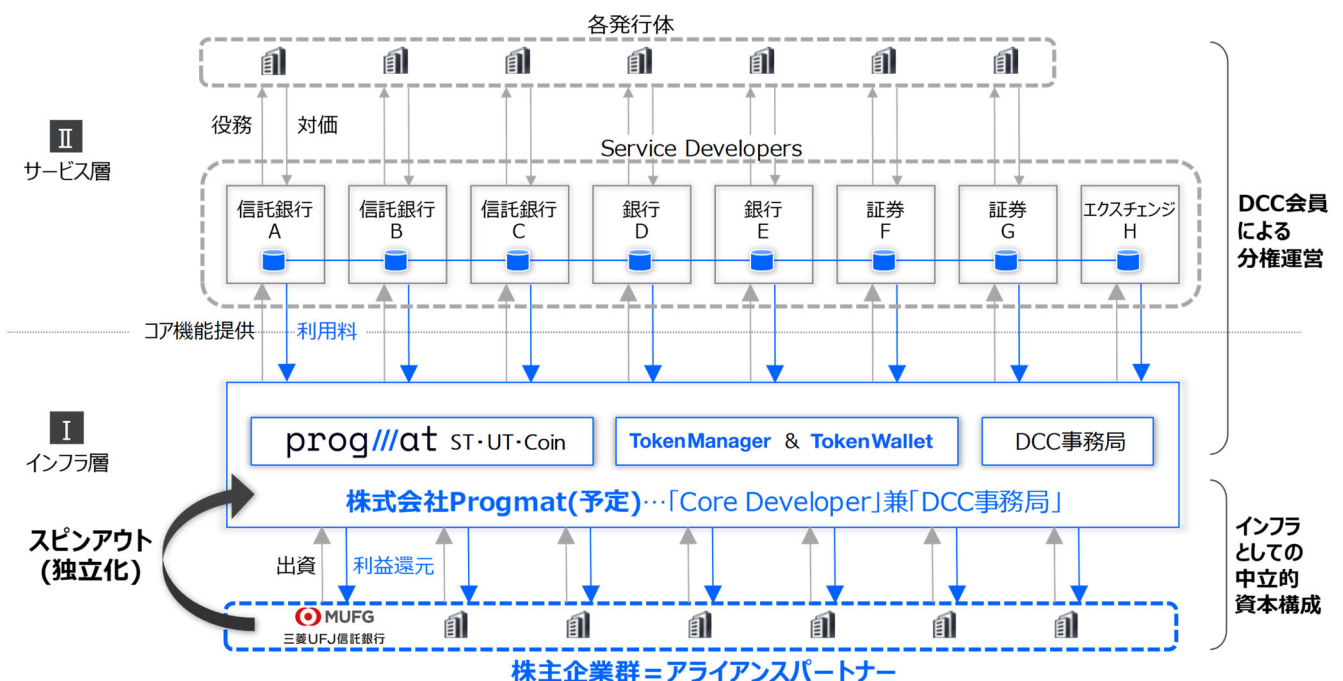 各発行体
役務
対価
Ⅱ
サービス層
Service Developers
信託銀行
A
信託銀行
B
信託銀行
C
銀行
D
銀行
E
証券
F
証券
G
エクスチェンジ
H
DCC会員
による
分権運営
コア機能提供
利用料
Ⅰ
インフラ層
prog///at ST・UT・Coin
TokenManager & TokenWallet
DCC事務局
株式会社Progmat(予定)…「Core Developer」兼「DCC事務局」
スピンアウト
(独立化)
出資
利益還元
インフラ
としての
中立的
資本構成
MUFG
三菱UFJ信託銀行
株主企業群=アライアンスパートナー